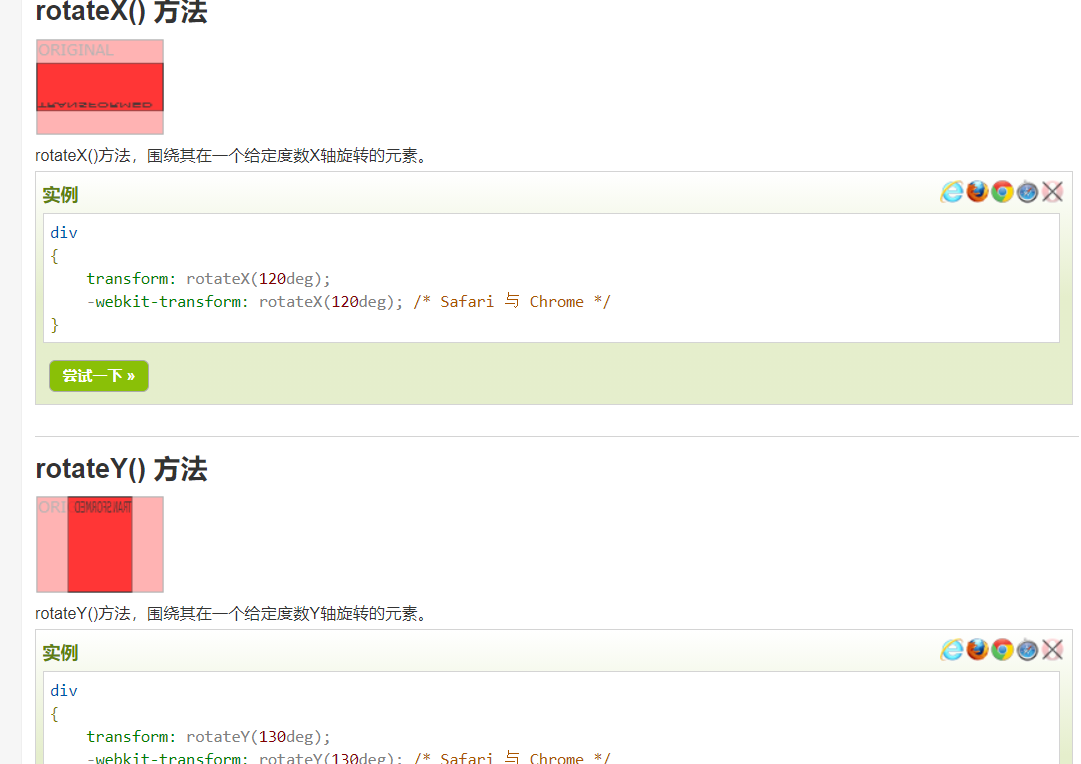 rotateX() 方法
ORIGINAL
TRANSFORMED
rotateX()方法，围绕其在一个给定度数X轴旋转的元素。
实例
div
{
transform: rotateX(120deg);
-webkit-transform: rotateX(120deg); /* Safari 与 Chrome */
}
尝试一下 »
rotateY() 方法
ORI
TRANSFORMED
rotateY()方法，围绕其在一个给定度数Y轴旋转的元素。
实例
div
{
transform: rotateY(130deg);
-webkit-transform: rotateY(130deg); /* Safari 与 Chrome */